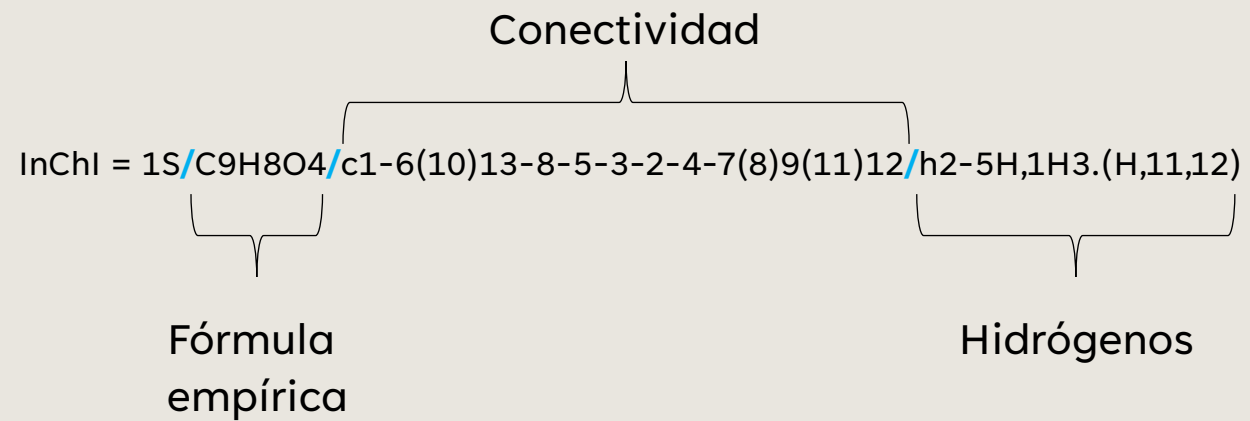 Conectividad
InChI = 1S/C9H8O4/c1-6(10)13-8-5-3-2-4-7(8)9(11)12/h2-5H,1H3.(H,11,12)
Fórmula
empírica
Hidrógenos